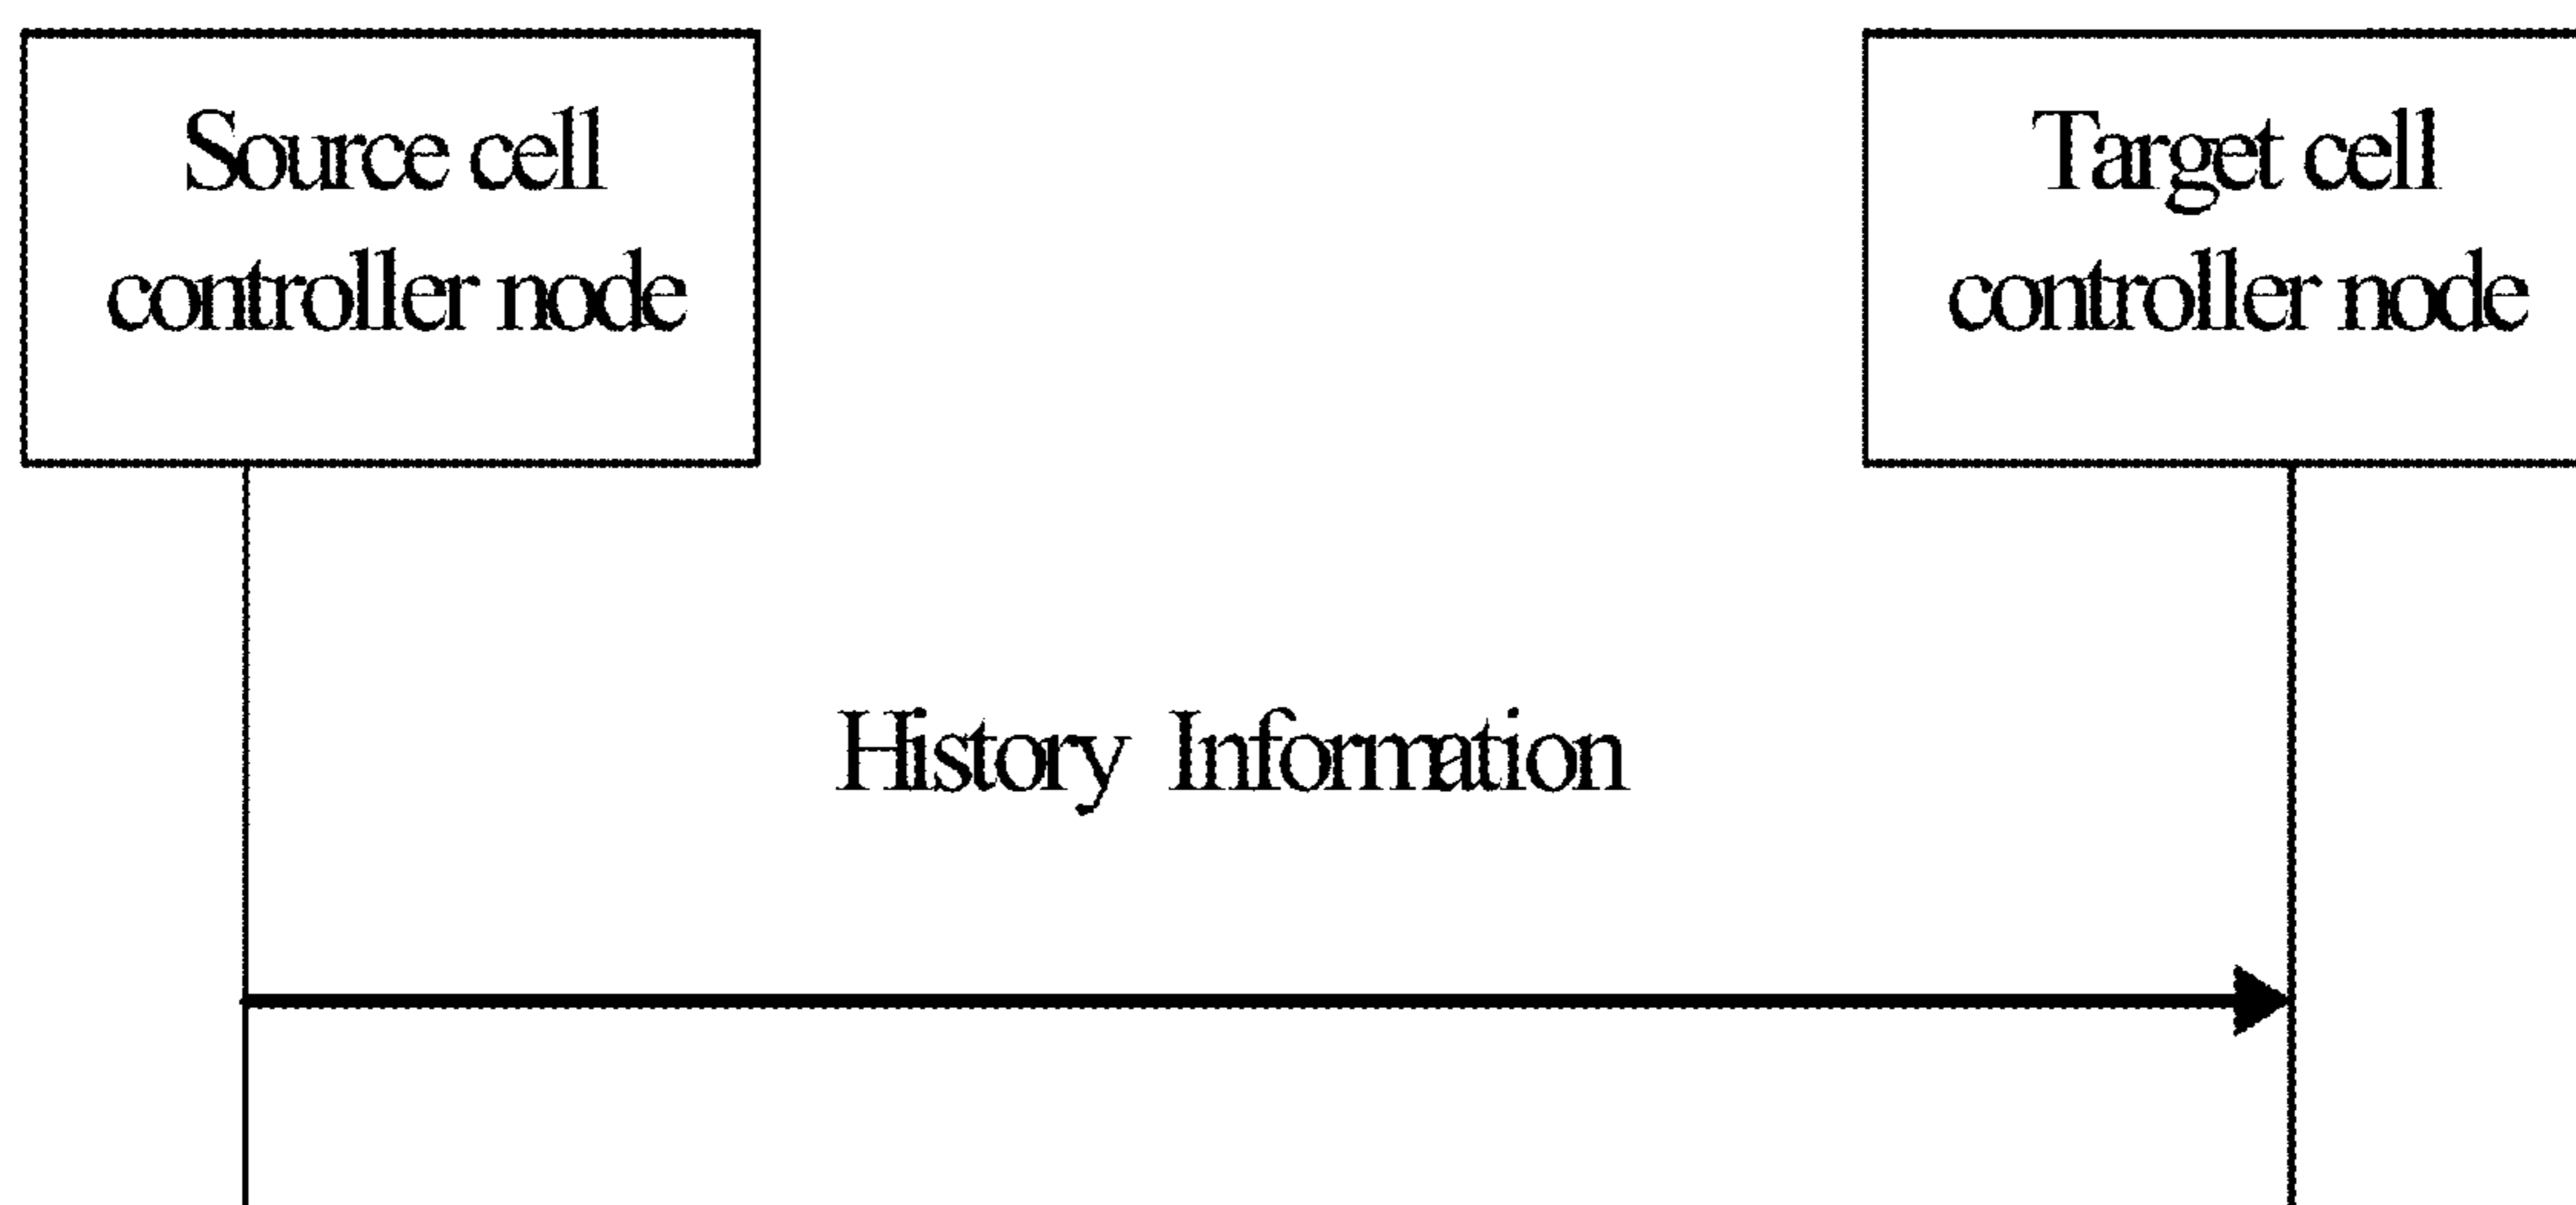 Source cell
controller node
Target cell
controller node
History Information